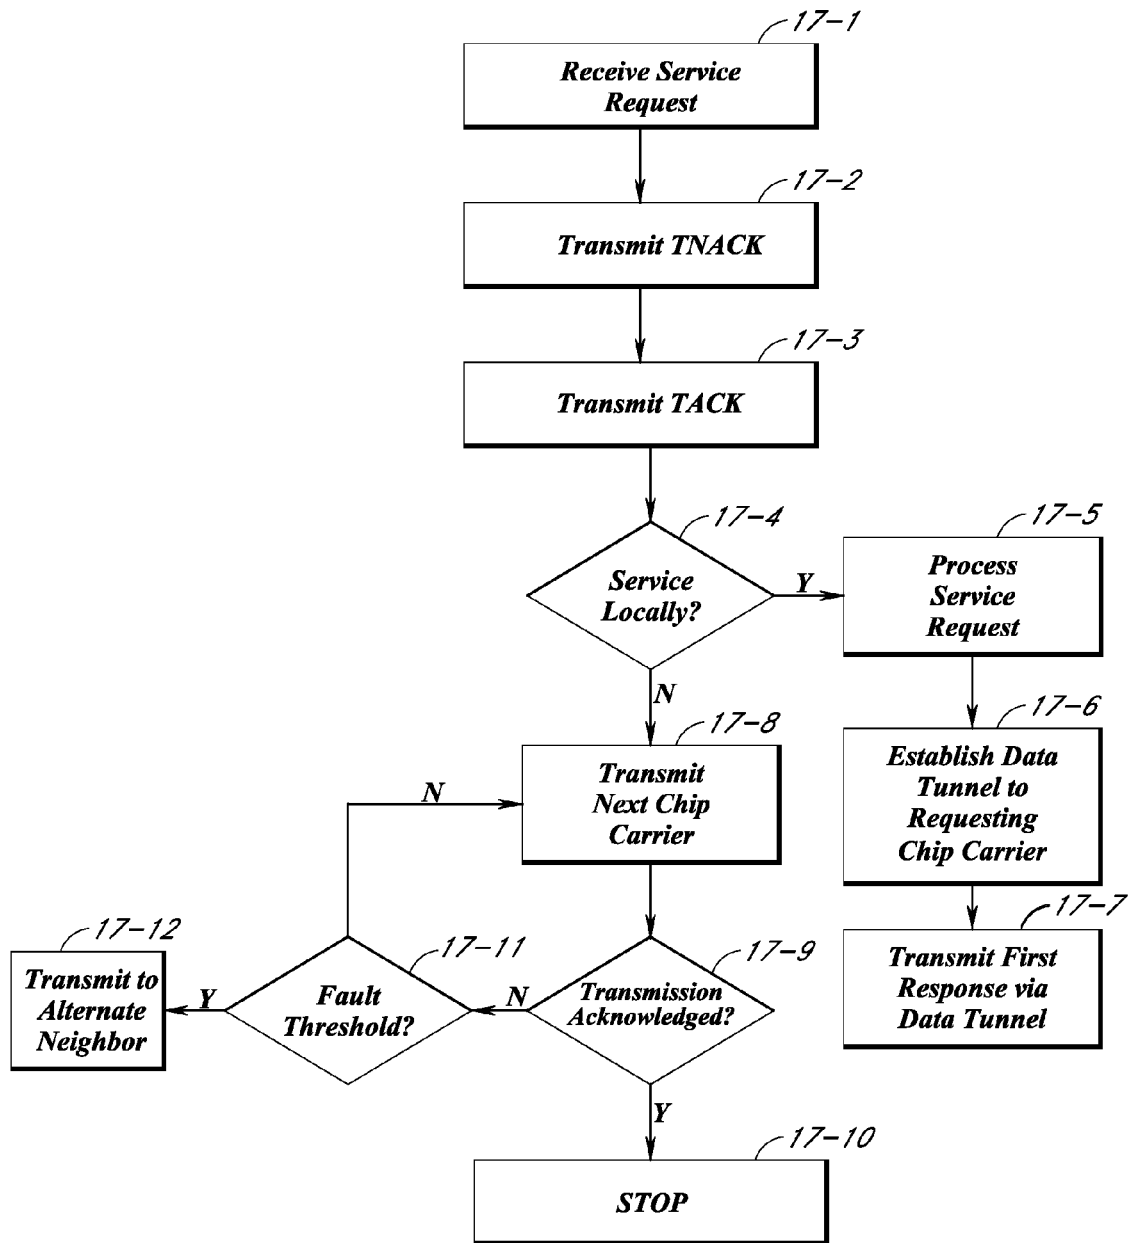 17-1
Receive Service
Request
17-2
Transmit TNACK
17-3
Transmit TACK
17-4
Service
Locally?
Y
N
17-5
Process
Service
Request
17-6
Establish Data
Tunnel to
Requesting
Chip Carrier
17-7
Transmit First
Response via
Data Tunnel
17-8
Transmit
Next Chip
Carrier
N
17-9
Transmission
Acknowledged?
N
Y
17-11
Fault
Threshold?
Y
17-12
Transmit to
Alternate
Neighbor
17-10
STOP